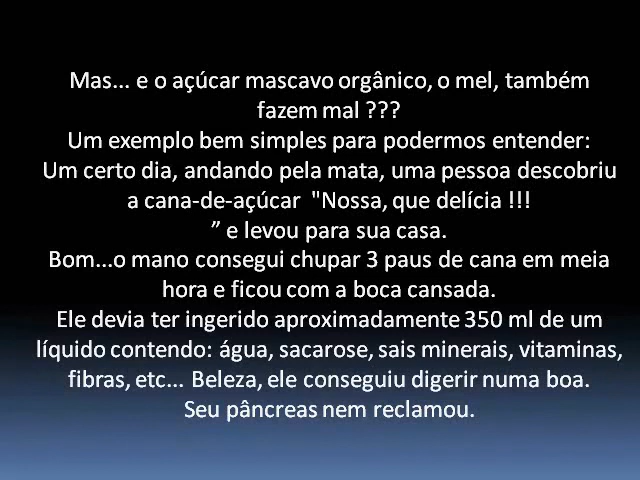 Mas... e o açúcar mascavo orgânico, o mel, também
fazem mal ???
Um exemplo bem simples para podermos entender:
Um certo dia, andando pela mata, uma pessoa descobriu
a cana-de-açúcar "Nossa, que delícia !!!
” e levou para sua casa.
Bom...o mano consegui chupar 3 paus de cana em meia
hora e ficou com a boca cansada.
Ele devia ter ingerido aproximadamente 350 ml de um
líquido contendo: água, sacarose, sais minerais, vitaminas,
fibras, etc... Beleza, ele conseguiu digerir numa boa.
Seu pâncreas nem reclamou.